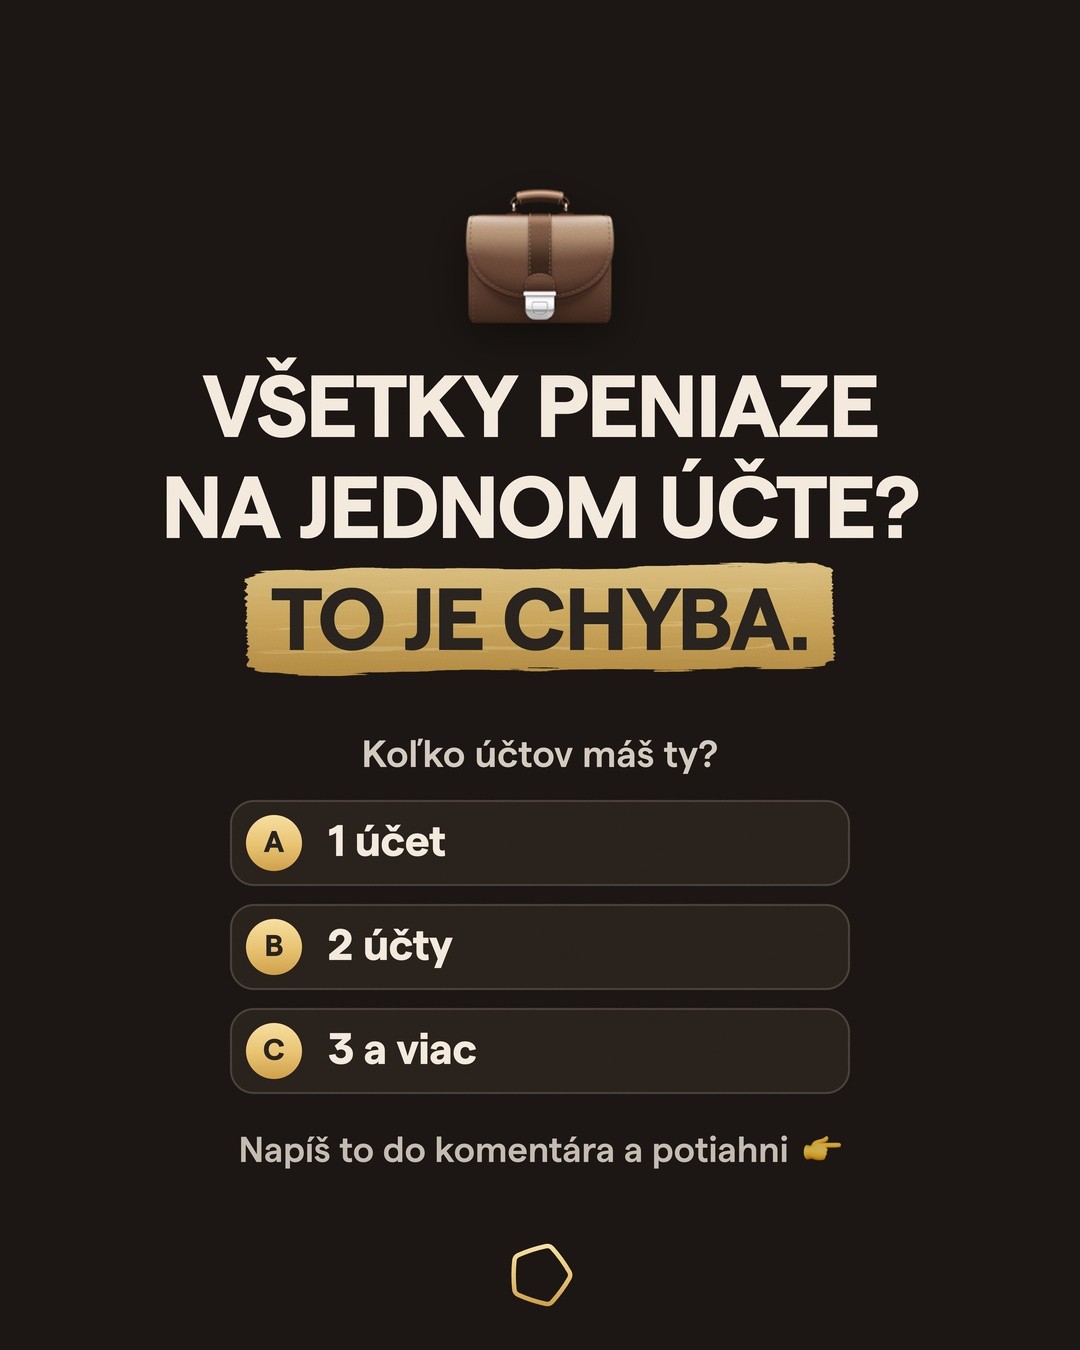 VŠETKY PENIAZE
NA JEDNOM ÚČTE?
TO JE CHYBA.
Koľko účtov máš ty?
A 1 účet
B 2 účty
C 3 a viac
Napíš to do komentára a potiahni 👉